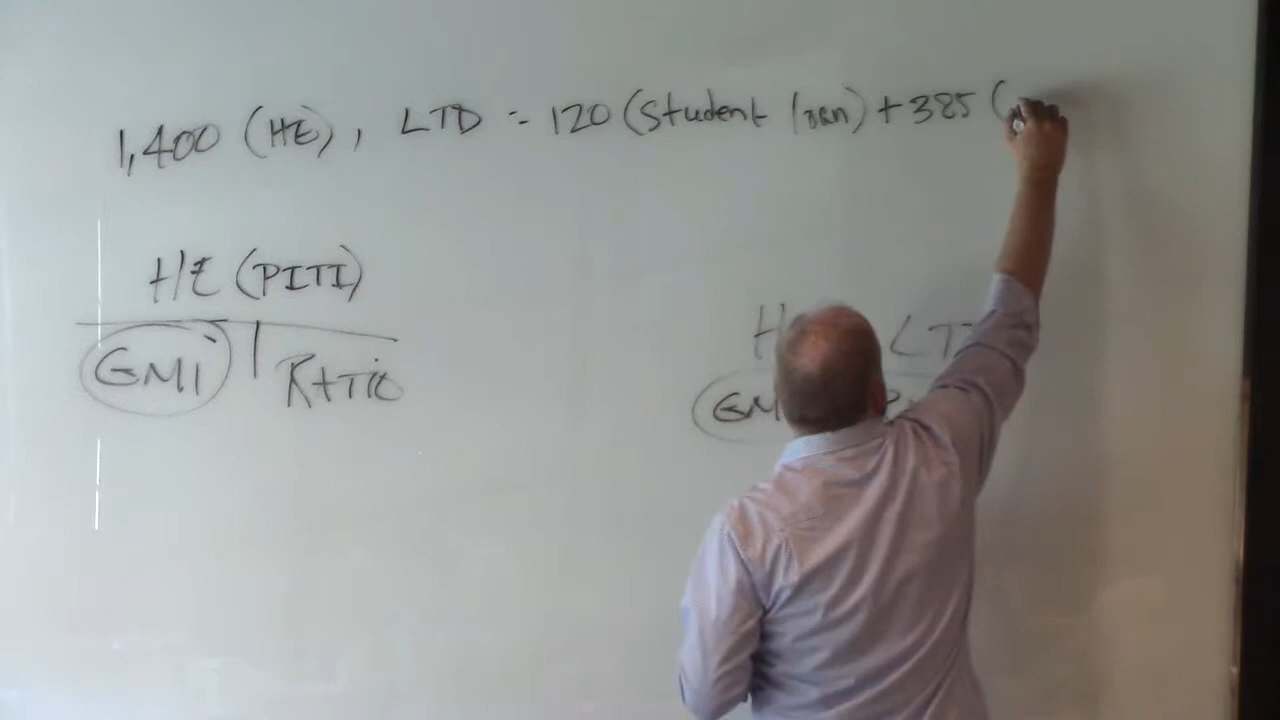 1,400 (HE), LTD = 120 (Student loan) + 385 (
HE (PITI)
GMI RATIO
H LT
GM